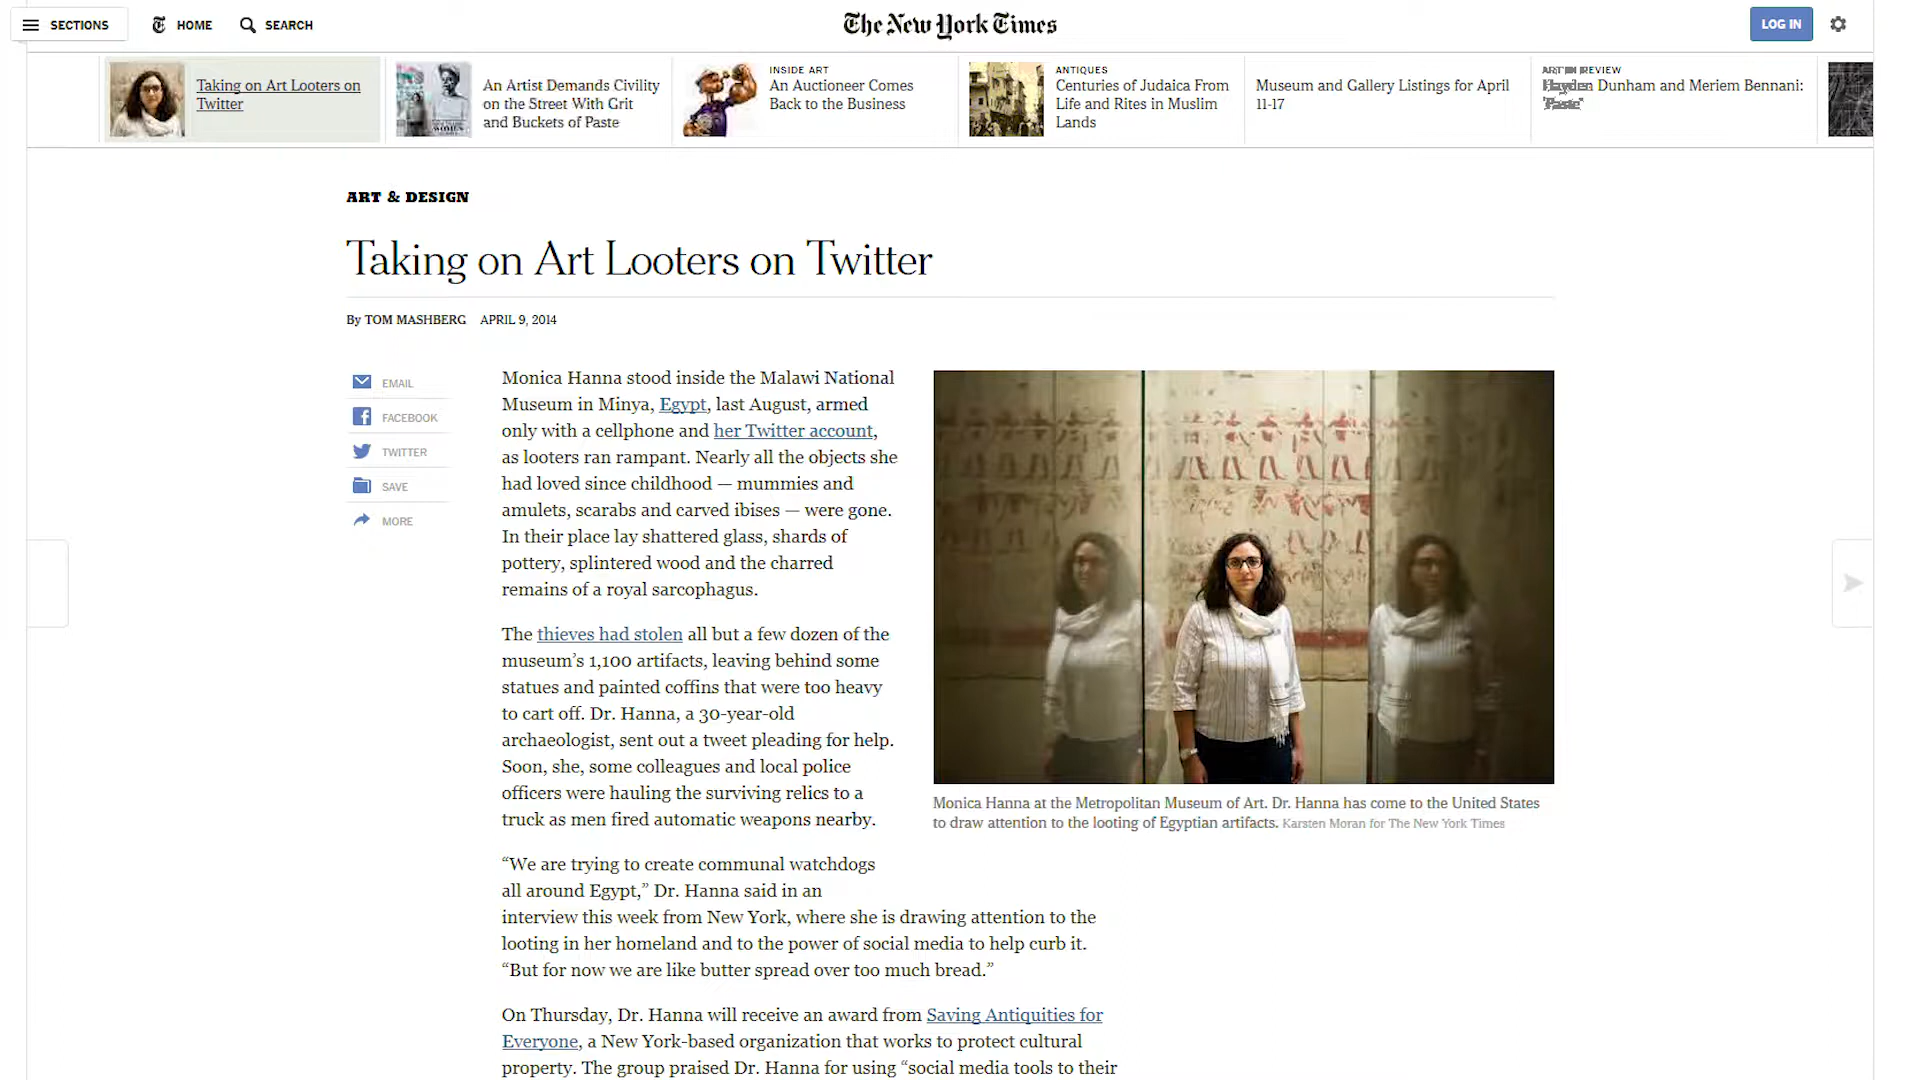 SECTIONS
HOME
SEARCH
The New York Times
LOG IN
Taking on Art Looters on
Twitter
An Artist Demands Civility
on the Street With Grit
and Buckets of Paste
INSIDE ART
An Auctioneer Comes
Back to the Business
ANTIQUES
Centuries of Judaica From
Life and Rites in Muslim
Lands
Museum and Gallery Listings for April
11-17
REVIEW
Hayden Dunham and Meriem Bennani:
'Paste'
ART & DESIGN
Taking on Art Looters on Twitter
By TOM MASHBERG APRIL 9, 2014
EMAIL
FACEBOOK
TWITTER
SAVE
MORE
Monica Hanna stood inside the Malawi National
Museum in Minya, Egypt, last August, armed
only with a cellphone and her Twitter account,
as looters ran rampant. Nearly all the objects she
had loved since childhood — mummies and
amulets, scarabs and carved ibises — were gone.
In their place lay shattered glass, shards of
pottery, splintered wood and the charred
remains of a royal sarcophagus.
The thieves had stolen all but a few dozen of the
museum's 1,100 artifacts, leaving behind some
statues and painted coffins that were too heavy
to cart off. Dr. Hanna, a 30-year-old
archaeologist, sent out a tweet pleading for help.
Soon, she, some colleagues and local police
officers were hauling the surviving relics to a
truck as men fired automatic weapons nearby.
“We are trying to create communal watchdogs
all around Egypt,” Dr. Hanna said in an
interview this week from New York, where she is drawing attention to the
looting in her homeland and to the power of social media to help curb it.
“But for now we are like butter spread over too much bread.”
On Thursday, Dr. Hanna will receive an award from Saving Antiquities for
Everyone, a New York-based organization that works to protect cultural
property. The group praised Dr. Hanna for using “social media tools to their
Monica Hanna at the Metropolitan Museum of Art. Dr. Hanna has come to the United States
to draw attention to the looting of Egyptian artifacts. Karsten Moran for The New York Times